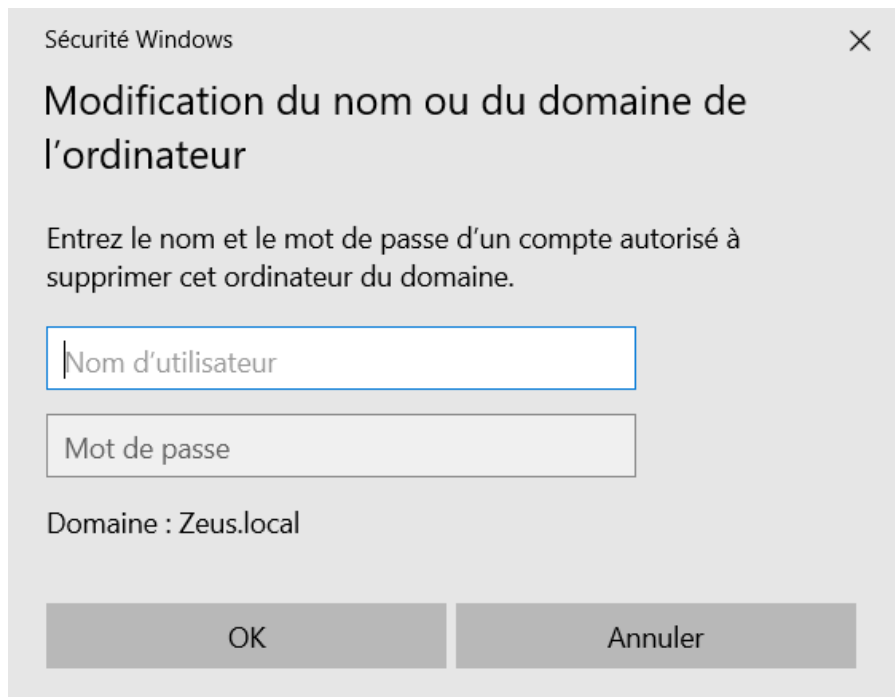 Sécurité Windows
Modification du nom ou du domaine de
l’ordinateur
Entrez le nom et le mot de passe d’un compte autorisé à
supprimer cet ordinateur du domaine.
Nom d’utilisateur
Mot de passe
Domaine : Zeus.local
OK
Annuler